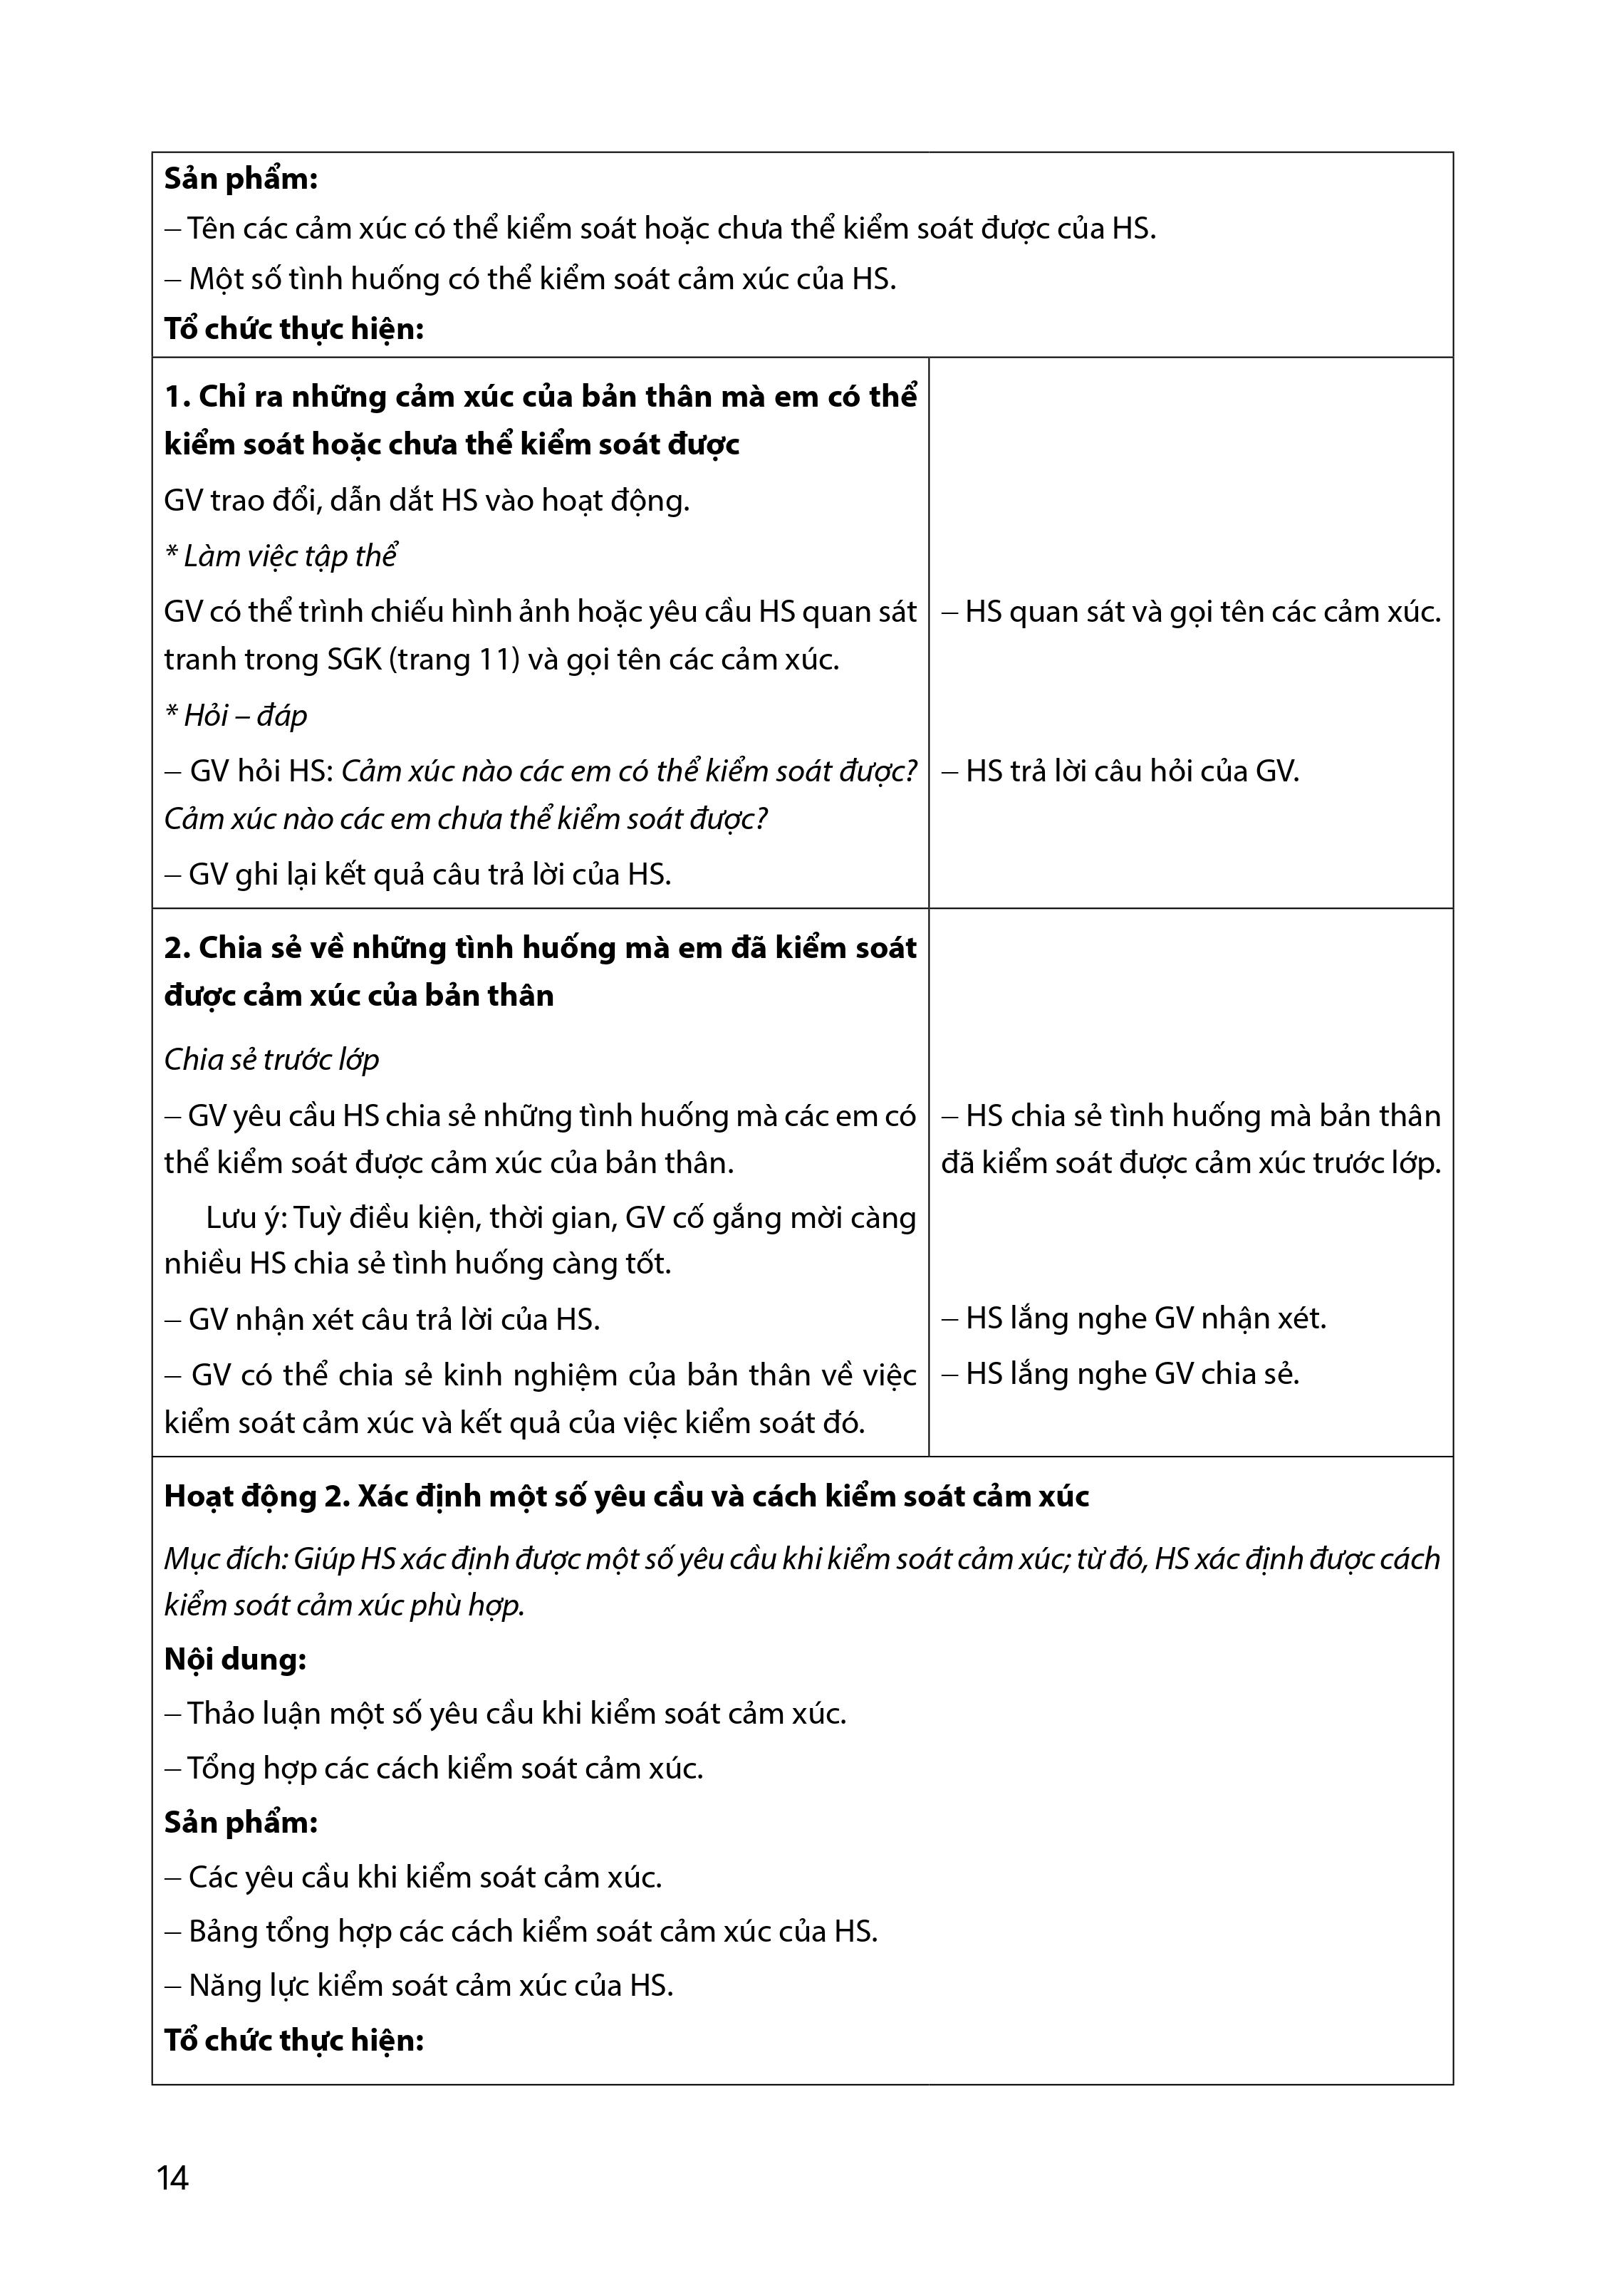 Sản phẩm:
– Tên các cảm xúc có thể kiểm soát hoặc chưa thể kiểm soát được của HS.
– Một số tình huống có thể kiểm soát cảm xúc của HS.
Tổ chức thực hiện:
1. Chỉ ra những cảm xúc của bản thân mà em có thể
kiểm soát hoặc chưa thể kiểm soát được
GV trao đổi, dẫn dắt HS vào hoạt động.
* Làm việc tập thể
GV có thể trình chiếu hình ảnh hoặc yêu cầu HS quan sát
tranh trong SGK (trang 11) và gọi tên các cảm xúc.
– HS quan sát và gọi tên các cảm xúc.
* Hỏi – đáp
– GV hỏi HS: Cảm xúc nào các em có thể kiểm soát được?
Cảm xúc nào các em chưa thể kiểm soát được?
– HS trả lời câu hỏi của GV.
– GV ghi lại kết quả câu trả lời của HS.
2. Chia sẻ về những tình huống mà em đã kiểm soát
được cảm xúc của bản thân
Chia sẻ trước lớp
– GV yêu cầu HS chia sẻ những tình huống mà các em có
thể kiểm soát được cảm xúc của bản thân.
– HS chia sẻ tình huống mà bản thân
đã kiểm soát được cảm xúc trước lớp.
Lưu ý: Tuỳ điều kiện, thời gian, GV cố gắng mời càng
nhiều HS chia sẻ tình huống càng tốt.
– GV nhận xét câu trả lời của HS.
– HS lắng nghe GV nhận xét.
– GV có thể chia sẻ kinh nghiệm của bản thân về việc
kiểm soát cảm xúc và kết quả của việc kiểm soát đó.
– HS lắng nghe GV chia sẻ.
Hoạt động 2. Xác định một số yêu cầu và cách kiểm soát cảm xúc
Mục đích: Giúp HS xác định được một số yêu cầu khi kiểm soát cảm xúc; từ đó, HS xác định được cách
kiểm soát cảm xúc phù hợp.
Nội dung:
– Thảo luận một số yêu cầu khi kiểm soát cảm xúc.
– Tổng hợp các cách kiểm soát cảm xúc.
Sản phẩm:
– Các yêu cầu khi kiểm soát cảm xúc.
– Bảng tổng hợp các cách kiểm soát cảm xúc của HS.
– Năng lực kiểm soát cảm xúc của HS.
Tổ chức thực hiện:
14